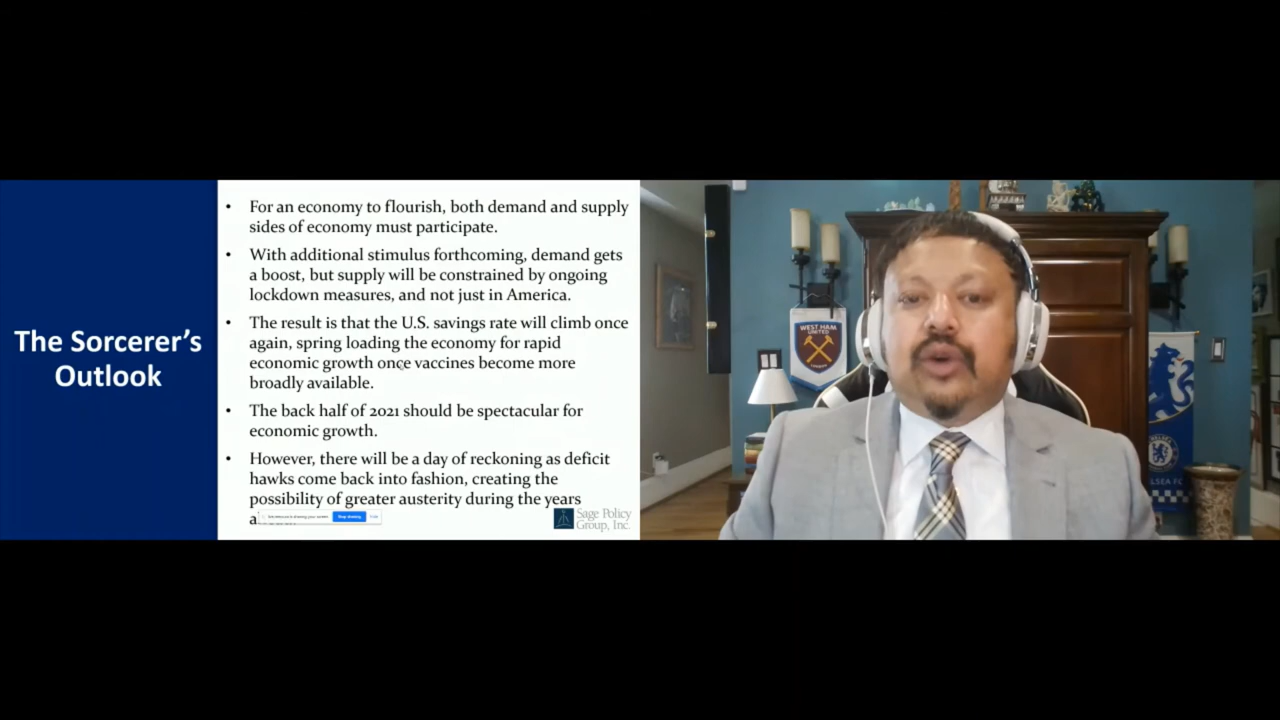 The Sorcerer's
Outlook
• For an economy to flourish, both demand and supply
sides of economy must participate.
• With additional stimulus forthcoming, demand gets
a boost, but supply will be constrained by ongoing
lockdown measures, and not just in America.
• The result is that the U.S. savings rate will climb once
again, spring loading the economy for rapid
economic growth once vaccines become more
broadly available.
• The back half of 2021 should be spectacular for
economic growth.
• However, there will be a day of reckoning as deficit
hawks come back into fashion, creating the
possibility of greater austerity during the years
Stop sharing
Sage Policy
Group, Inc.
WEST HAM
UNITED
LONDON
ELSEA FC